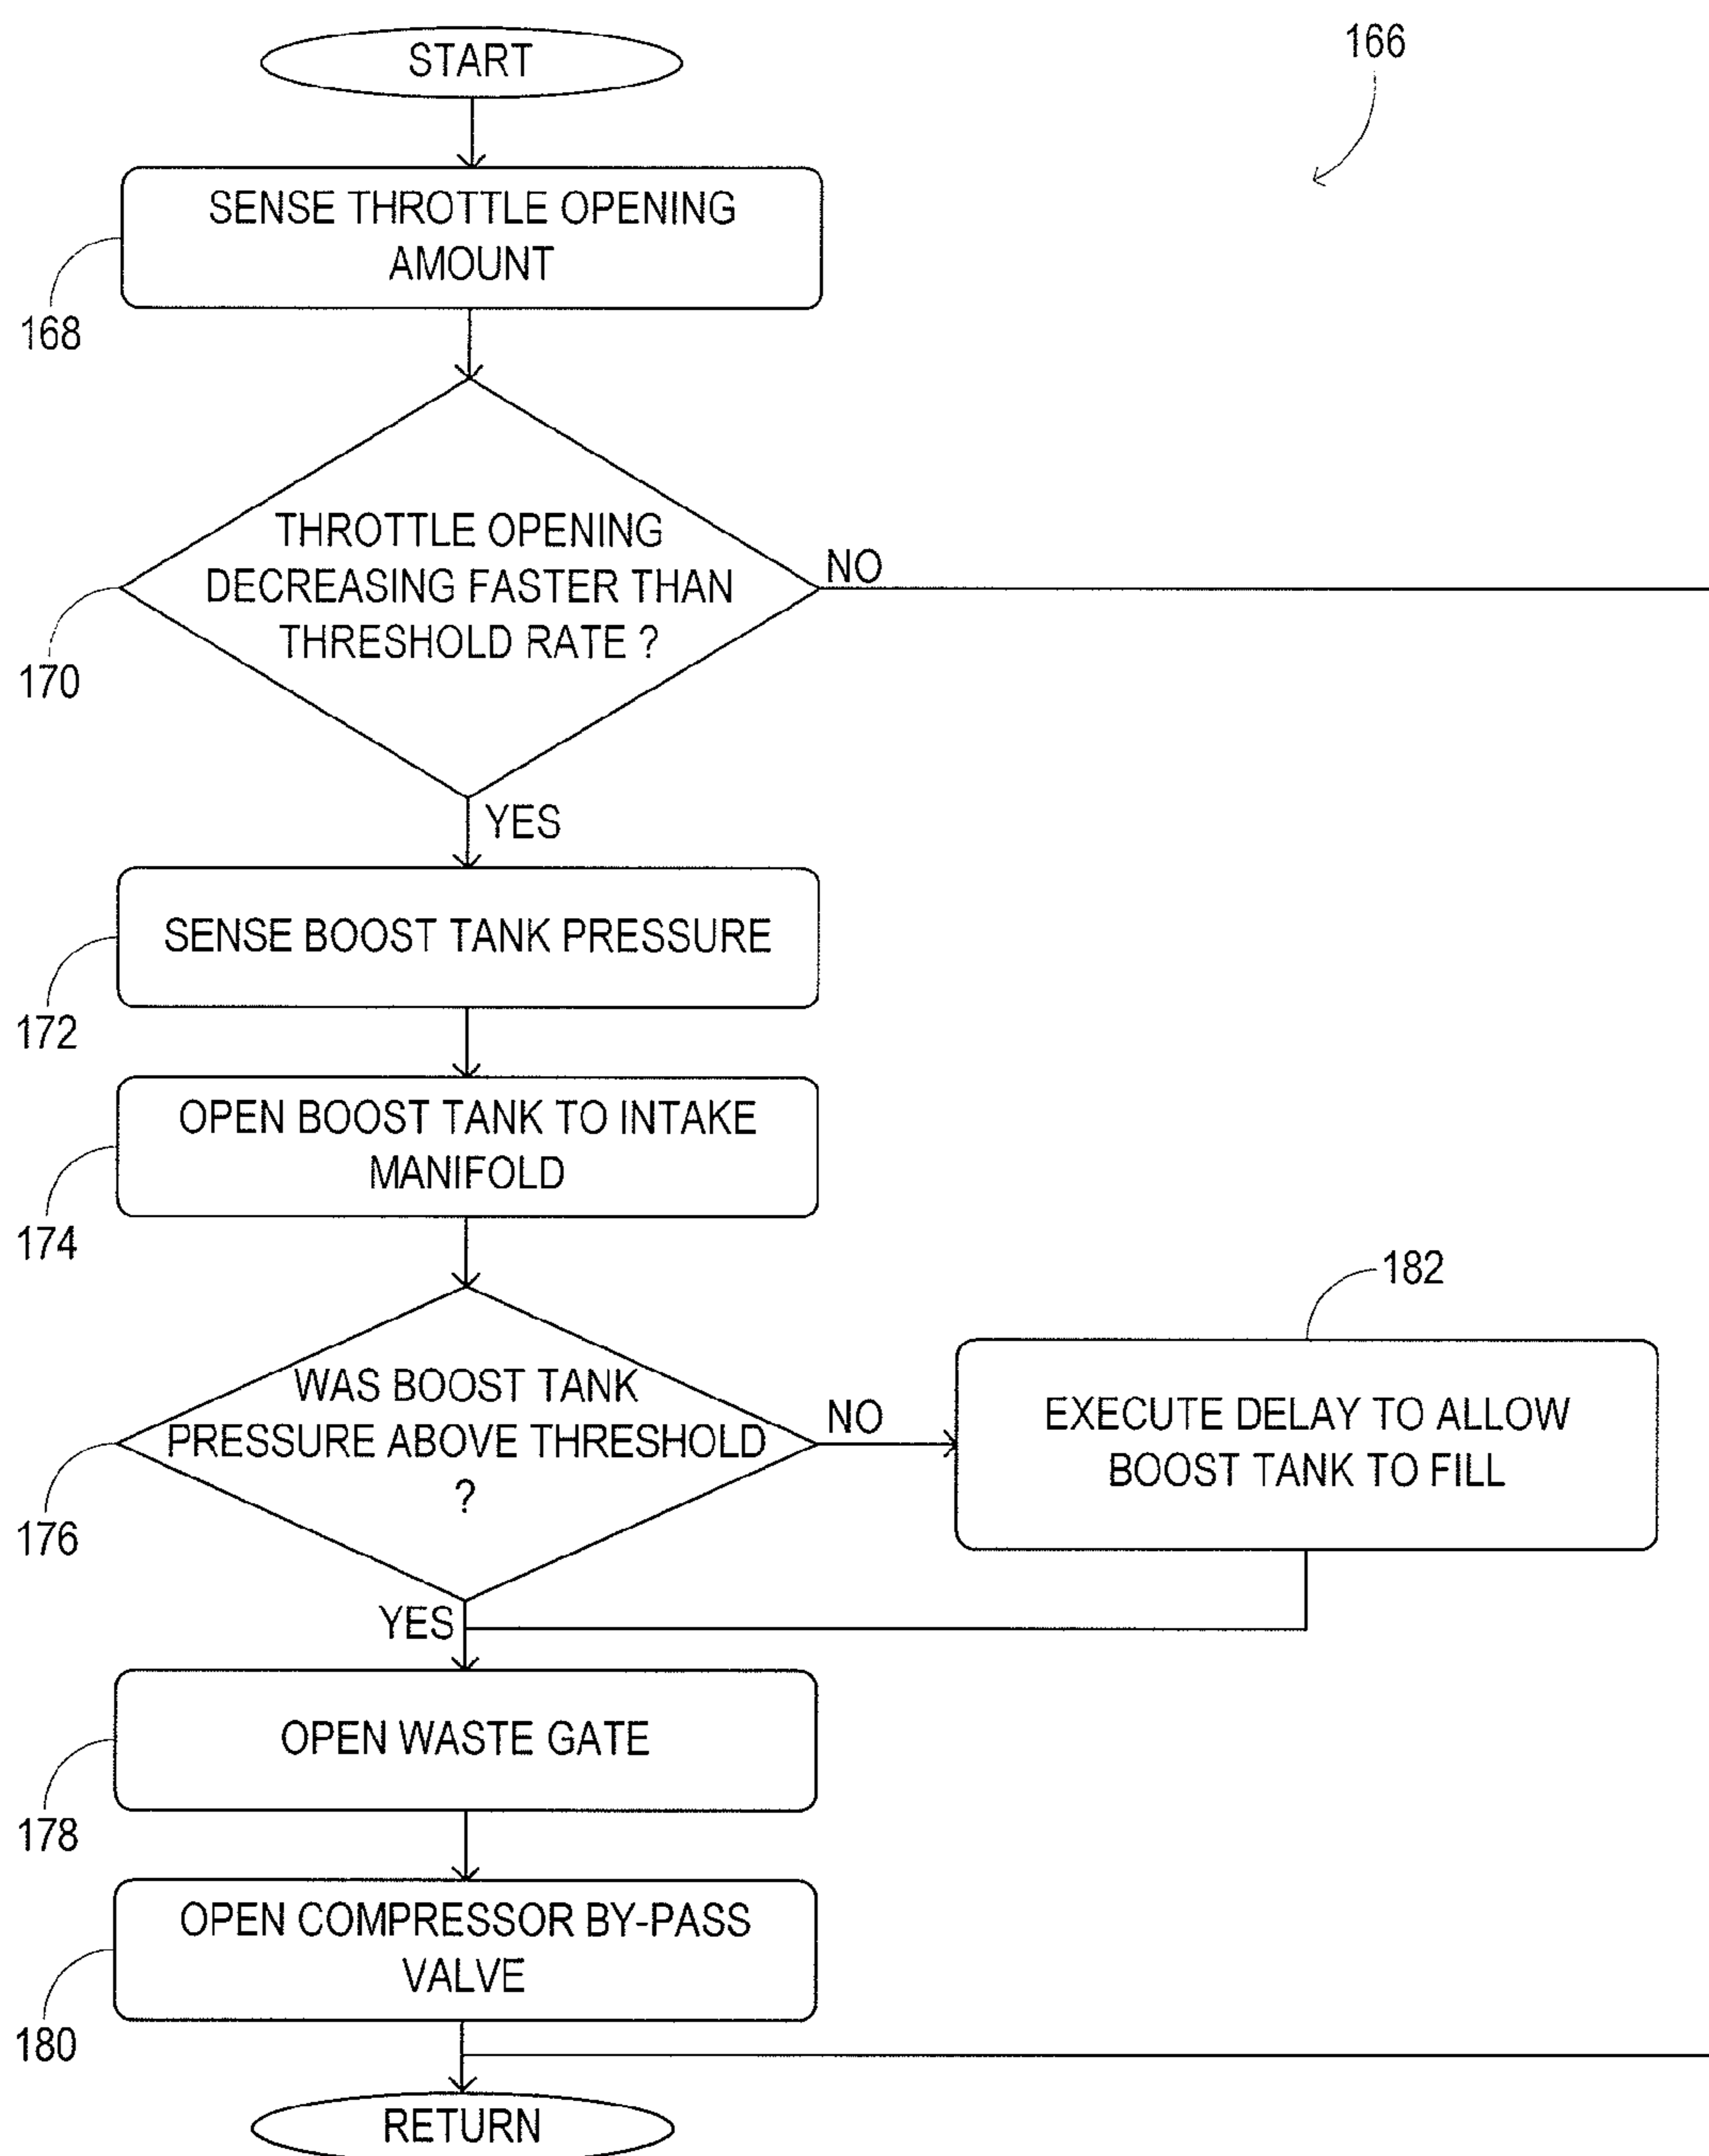 START
166
SENSE THROTTLE OPENING
AMOUNT
168
THROTTLE OPENING
DECREASING FASTER THAN
THRESHOLD RATE ?
NO
170
YES
SENSE BOOST TANK PRESSURE
172
OPEN BOOST TANK TO INTAKE
MANIFOLD
174
182
WAS BOOST TANK
PRESSURE ABOVE THRESHOLD
?
NO
EXECUTE DELAY TO ALLOW
BOOST TANK TO FILL
176
YES
OPEN WASTE GATE
178
OPEN COMPRESSOR BY-PASS
VALVE
180
RETURN